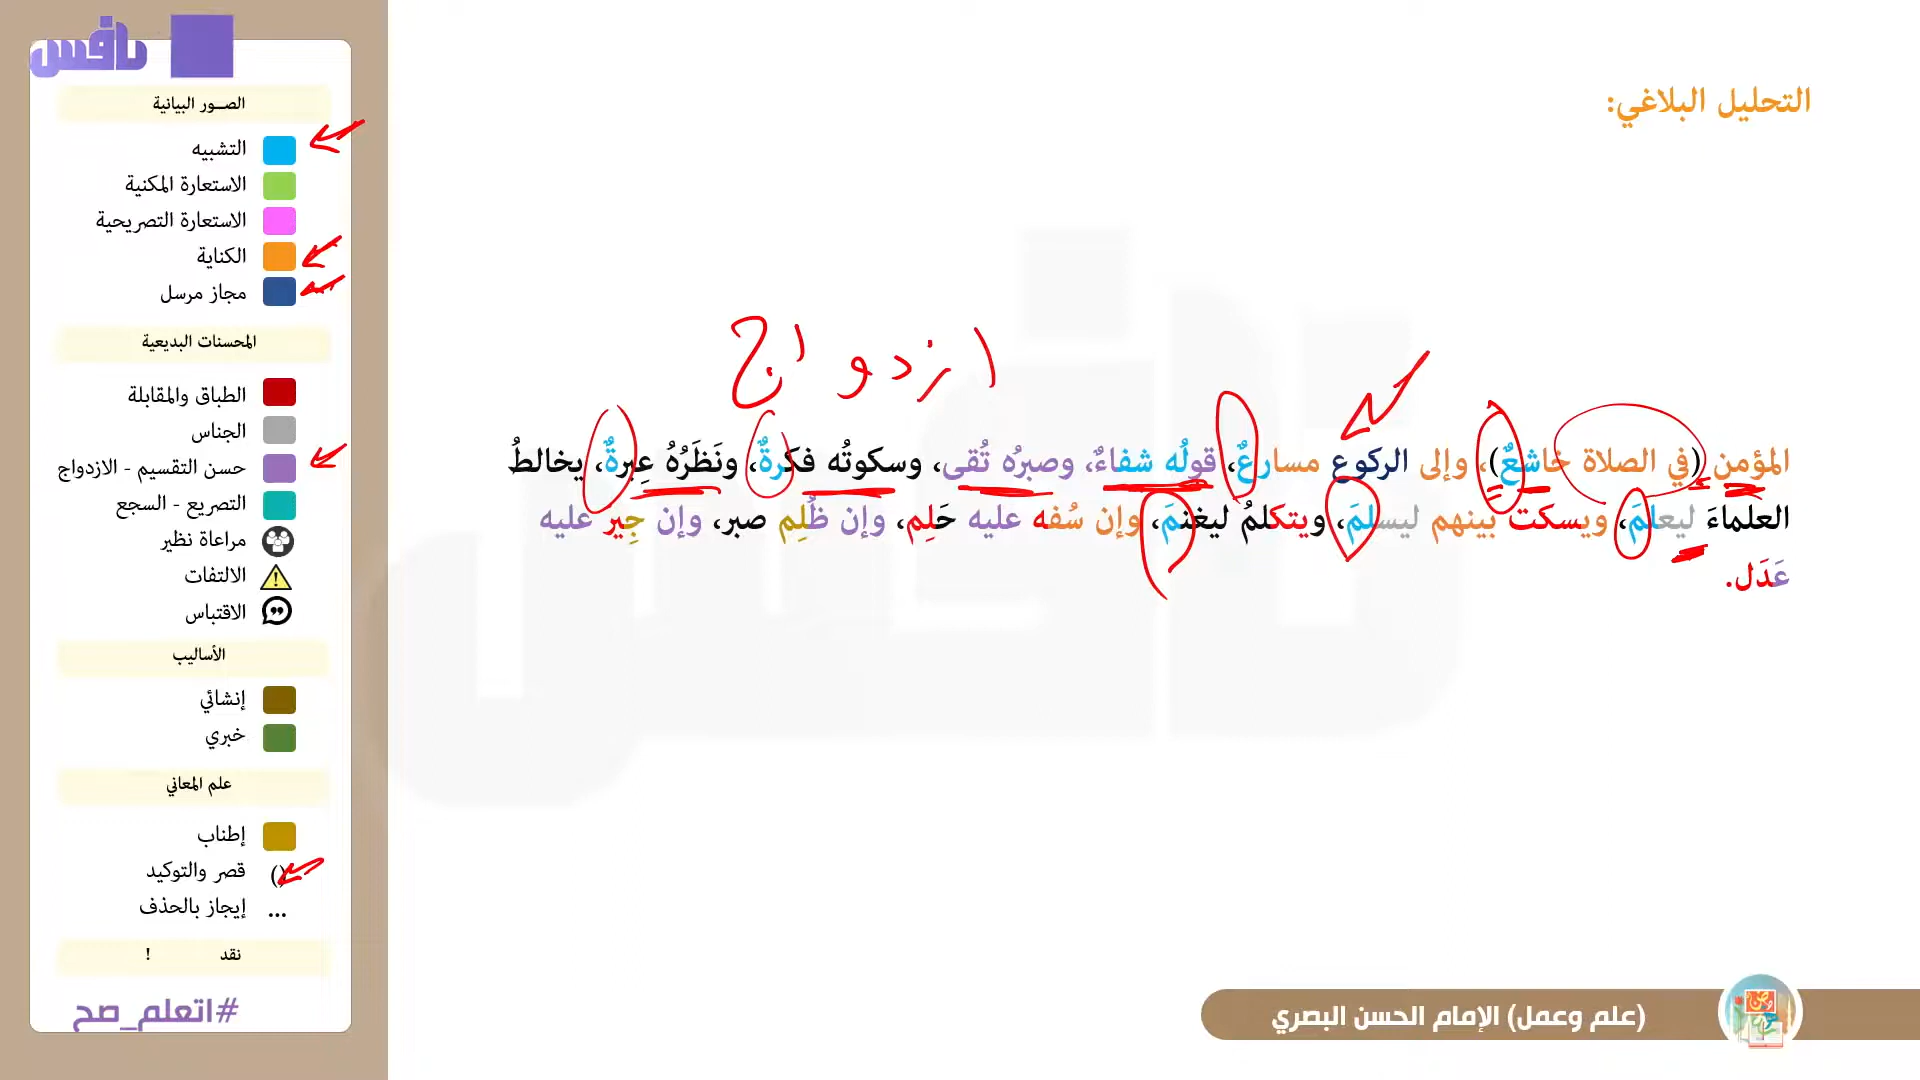 التحليل البلاغي:
ازدواج
المؤمن (في الصلاة خاشعٌ)، وإلى الركوع مسارعٌ، قولُه شفاءٌ، وصبرُه تُقى، وسكوتُه فكرةٌ، ونَظَرُهُ عِبرةٌ، يخالطُ
العلماءَ ليعلمَ، ويسكت بينهم ليسلمَ، ويتكلمُ ليغنمَ، وإن سُفه عليه حَلِم، وإن ظُلِم صبر، وإن جِير عليه
عَدَل.
نافس
الصور البيانية
التشبيه
الاستعارة المكنية
الاستعارة التصريحية
الكناية
مجاز مرسل
المحسنات البديعية
الطباق والمقابلة
الجناس
حسن التقسيم - الازدواج
التصريع - السجع
مراعاة نظير
الالتفات
الاقتباس
الأساليب
إنشائي
خبري
علم المعاني
إطناب
() قصر والتوكيد
... إيجاز بالحذف
نقد !
#اتعلم_صح
(علم وعمل) الإمام الحسن البصري